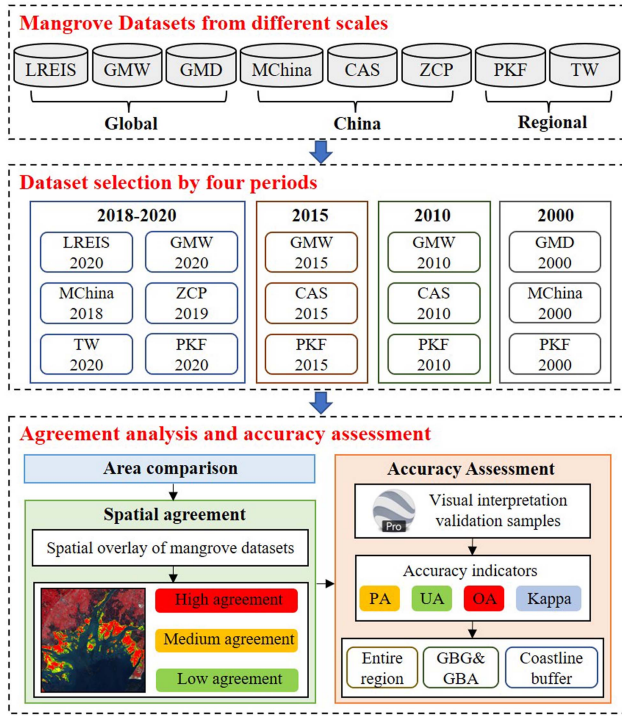 Mangrove Datasets from different scales
LREIS GMW GMD MChina CAS ZCP PKF TW
Global China Regional
Dataset selection by four periods
2018-2020
LREIS
2020
GMW
2020
MChina
2018
ZCP
2019
TW
2020
PKF
2020
2015
GMW
2015
CAS
2015
PKF
2015
2010
GMW
2010
CAS
2010
PKF
2010
2000
GMD
2000
MChina
2000
PKF
2000
Agreement analysis and accuracy assessment
Area comparison
Spatial agreement
Spatial overlay of mangrove datasets
High agreement
Medium agreement
Low agreement
Accuracy Assessment
Pro
Visual interpretation
validation samples
Accuracy indicators
PA UA OA Kappa
Entire
region
GBG&
GBA
Coastline
buffer